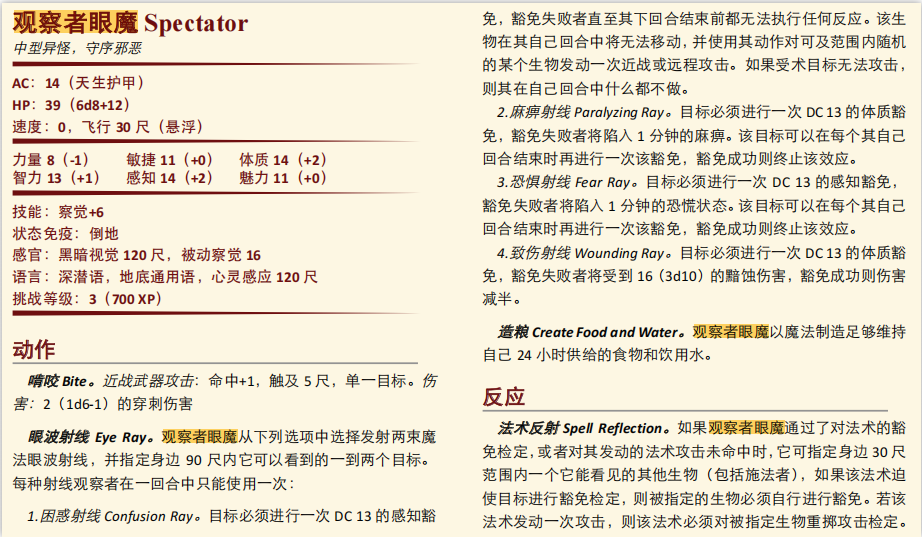 观察者眼魔 Spectator
中型异怪，守序邪恶
AC：14（天生护甲）
HP：39（6d8+12）
速度：0，飞行 30 尺（悬浮）
力量 8（-1） 敏捷 11（+0） 体质 14（+2）
智力 13（+1） 感知 14（+2） 魅力 11（+0）
技能：察觉+6
状态免疫：倒地
感官：黑暗视觉 120 尺，被动察觉 16
语言：深潜语，地底通用语，心灵感应 120 尺
挑战等级：3（700 XP）
动作
啃咬 Bite。近战武器攻击：命中+1，触及 5 尺，单一目标。伤
害：2（1d6-1）的穿刺伤害
眼波射线 Eye Ray。观察者眼魔从下列选项中选择发射两束魔
法眼波射线，并指定身边 90 尺内它可以看到的一到两个目标。
每种射线观察者在一回合中只能使用一次：
1.困惑射线 Confusion Ray。目标必须进行一次 DC 13 的感知豁
免，豁免失败者直至其下回合结束前都无法执行任何反应。该生
物在其自己回合中将无法移动，并使用其动作对可及范围内随机
的某个生物发动一次近战或远程攻击。如果受术目标无法攻击，
则其在自己回合中什么都不做。
2.麻痹射线 Paralyzing Ray。目标必须进行一次 DC 13 的体质豁
免，豁免失败者将陷入 1 分钟的麻痹。该目标可以在每个其自己
回合结束时再进行一次该豁免，豁免成功则终止该效应。
3.恐惧射线 Fear Ray。目标必须进行一次 DC 13 的感知豁免，
豁免失败者将陷入 1 分钟的恐慌状态。该目标可以在每个其自己
回合结束时再进行一次该豁免，豁免成功则终止该效应。
4.致伤射线 Wounding Ray。目标必须进行一次 DC 13 的体质豁
免，豁免失败者将受到 16（3d10）的黯蚀伤害，豁免成功则伤害
减半。
造粮 Create Food and Water。观察者眼魔以魔法制造足够维持
自己 24 小时供给的食物和饮用水。
反应
法术反射 Spell Reflection。如果观察者眼魔通过了对法术的豁
免检定，或者对其发动的法术攻击未命中时，它可指定身边 30 尺
范围内一个它能看见的其他生物（包括施法者），如果该法术迫
使目标进行豁免检定，则被指定的生物必须自行进行豁免。若该
法术发动一次攻击，则该法术必须对被指定生物重掷攻击检定。